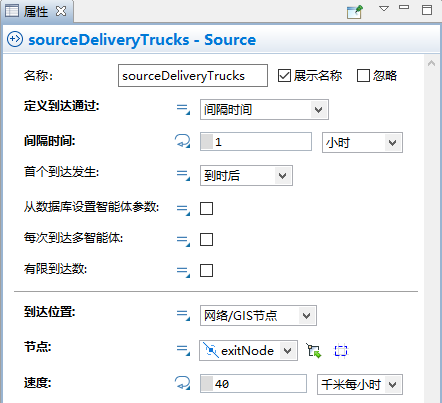 属性
sourceDeliveryTrucks - Source
名称: sourceDeliveryTrucks 展示名称 忽略
定义到达通过: 间隔时间
间隔时间: 1 小时
首个到达发生: 到时后
从数据库设置智能体参数:
每次到达多智能体:
有限到达数:
到达位置: 网络/GIS节点
节点: exitNode
速度: 40 千米每小时